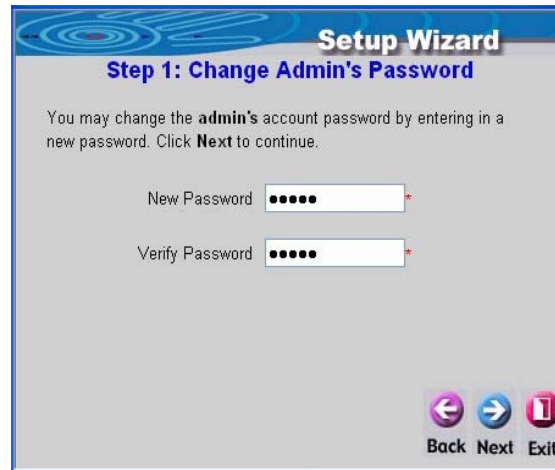 Setup Wizard
Step 1: Change Admin's Password
You may change the admin's account password by entering in a
new password. Click Next to continue.
New Password ●●●●● *
Verify Password ●●●●● *
Back Next Exit